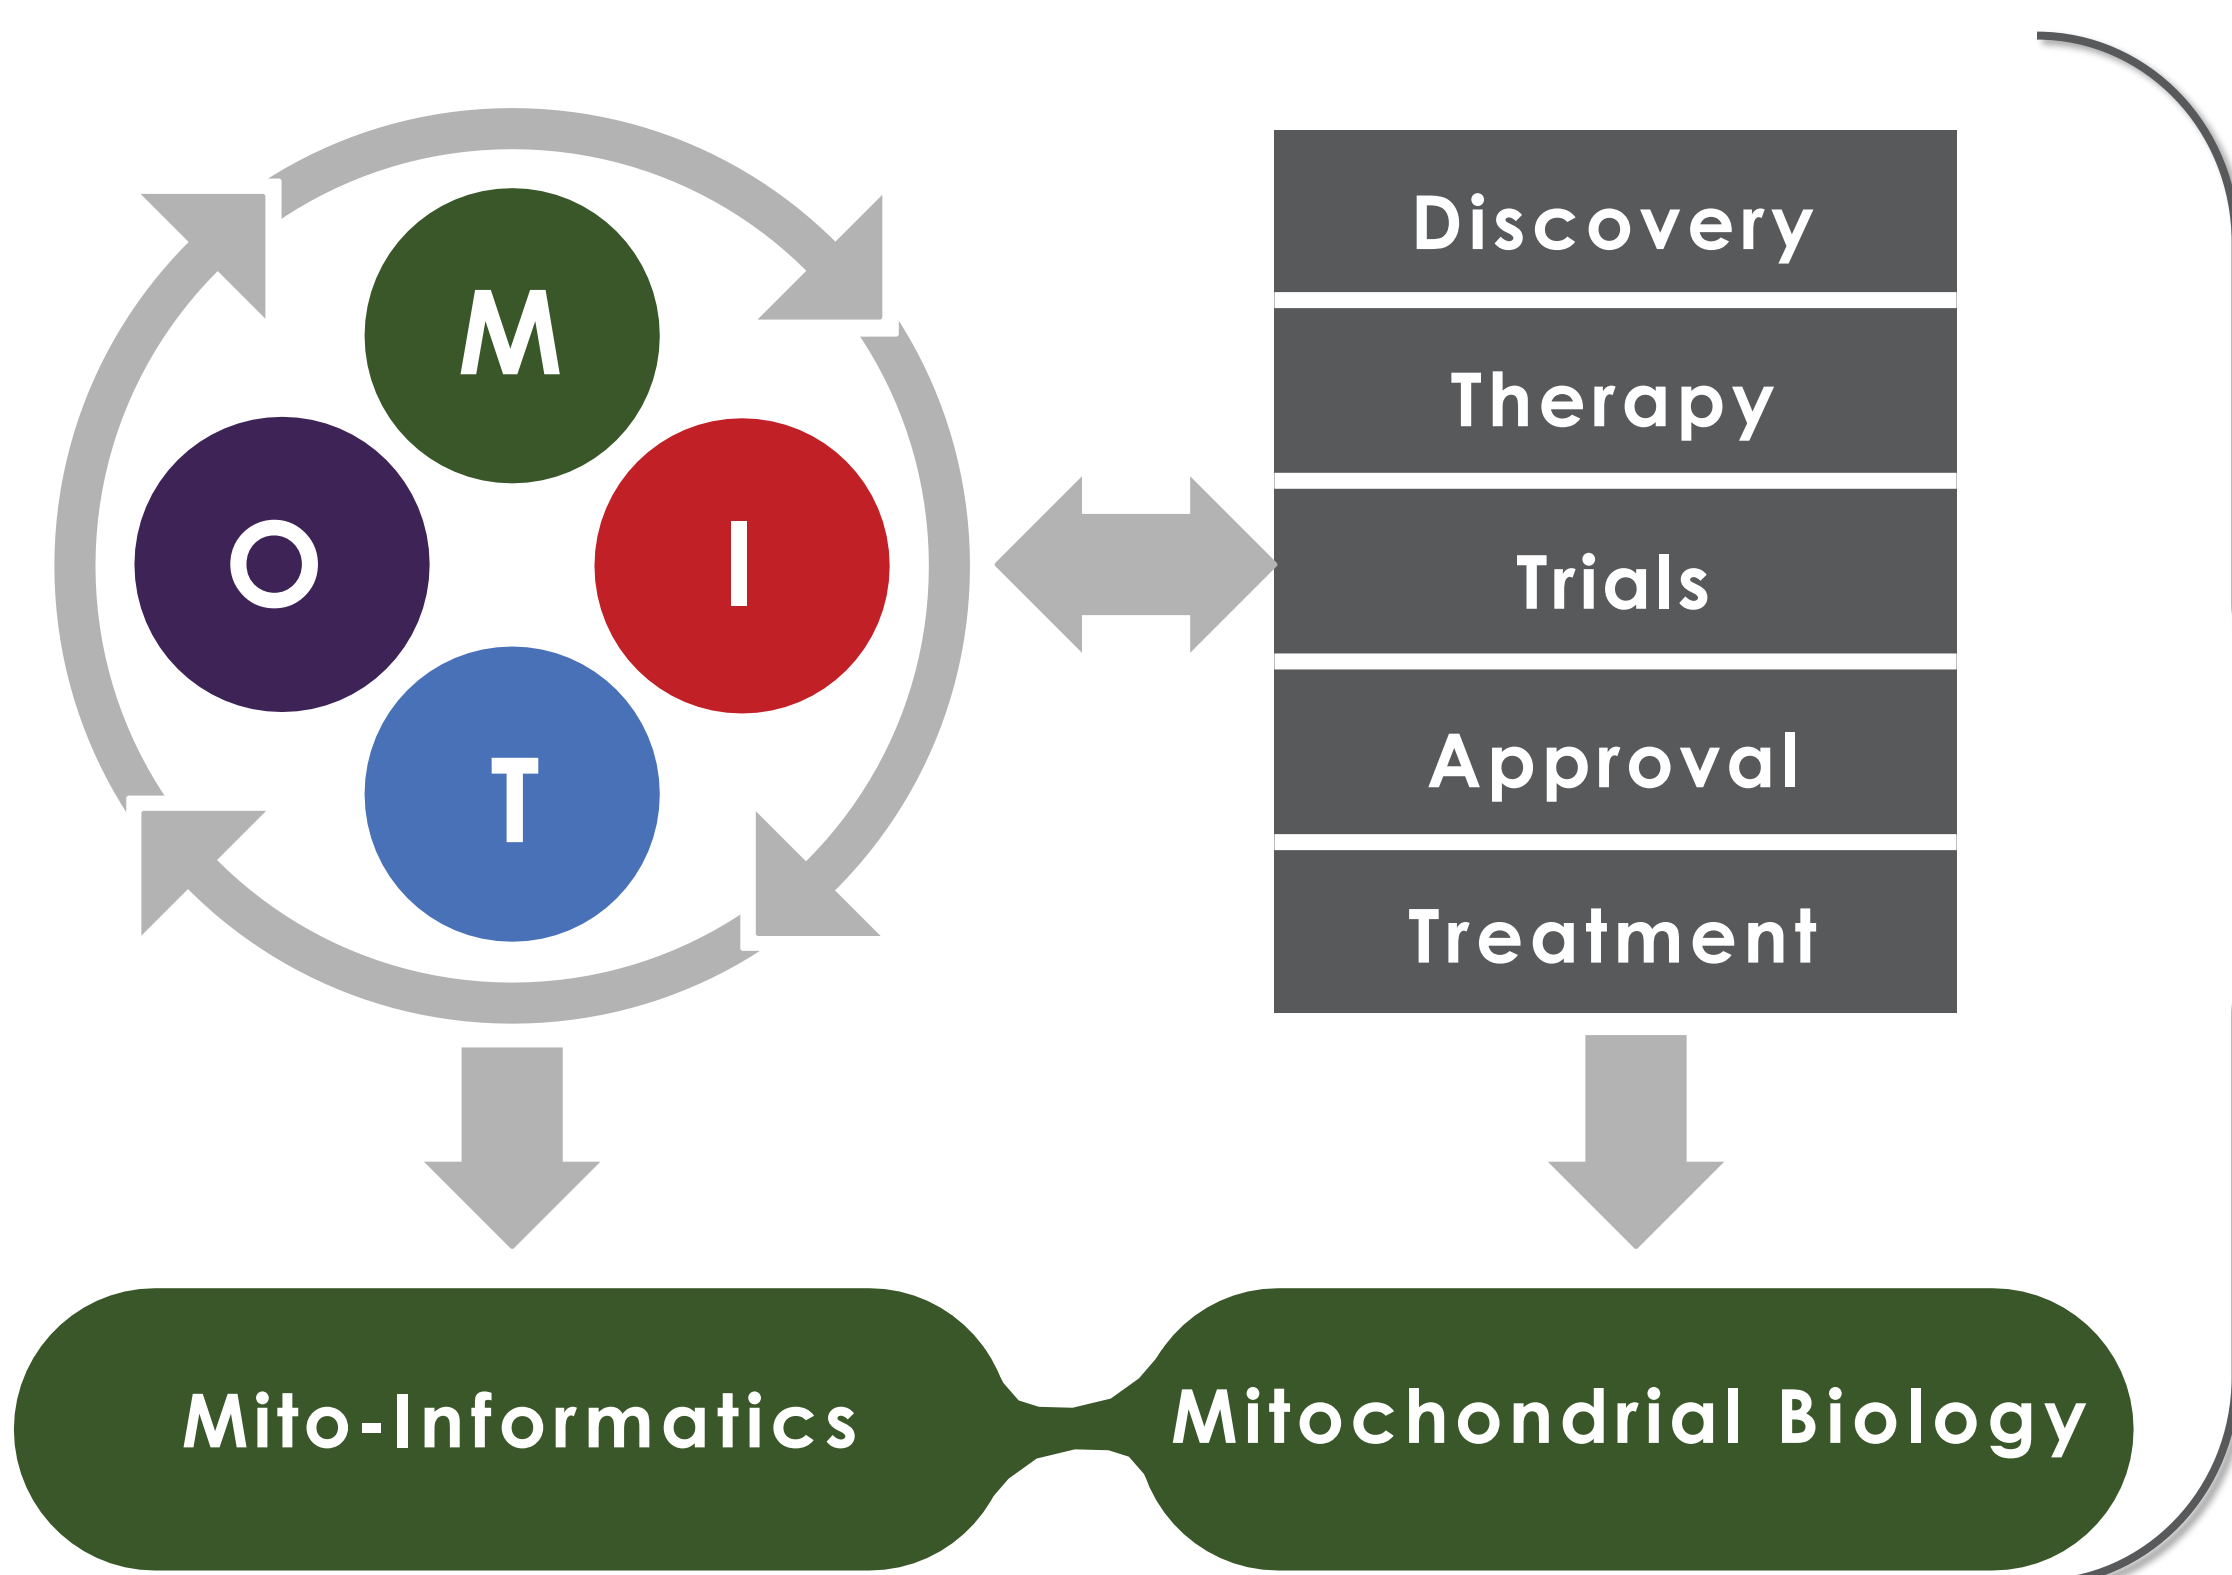 M
O
I
T
Discovery
Therapy
Trials
Approval
Treatment
Mito-Informatics
Mitochondrial Biology